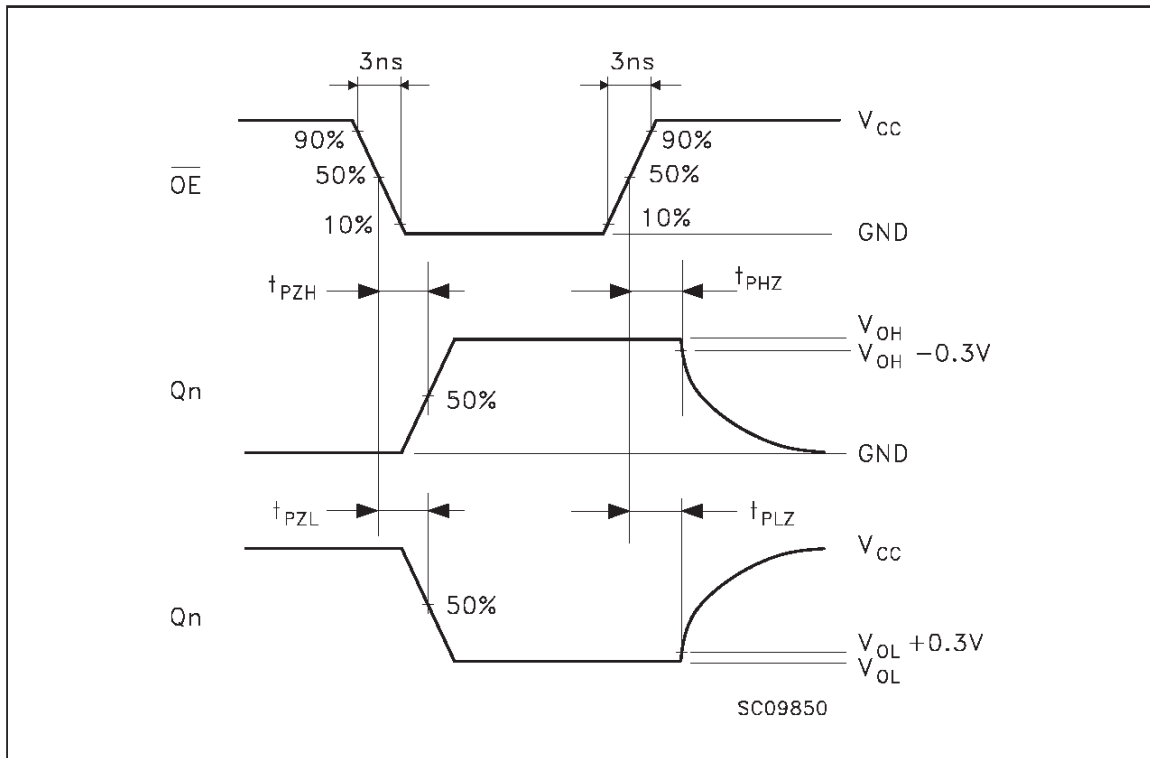 3ns 3ns
90% 90% V_CC
O̅E̅ 50% 50%
10% 10% GND
t_PZH t_PHZ
V_OH
V_OH −0.3V
Qn 50%
GND
t_PZL t_PLZ
V_CC
Qn 50%
V_OL +0.3V
V_OL
SC09850